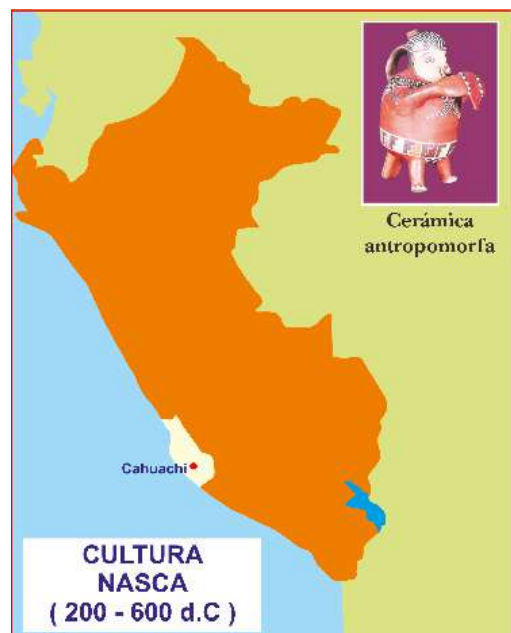 Cerámica
antropomorfa
Cahuachi
CULTURA
NASCA
( 200 - 600 d.C )